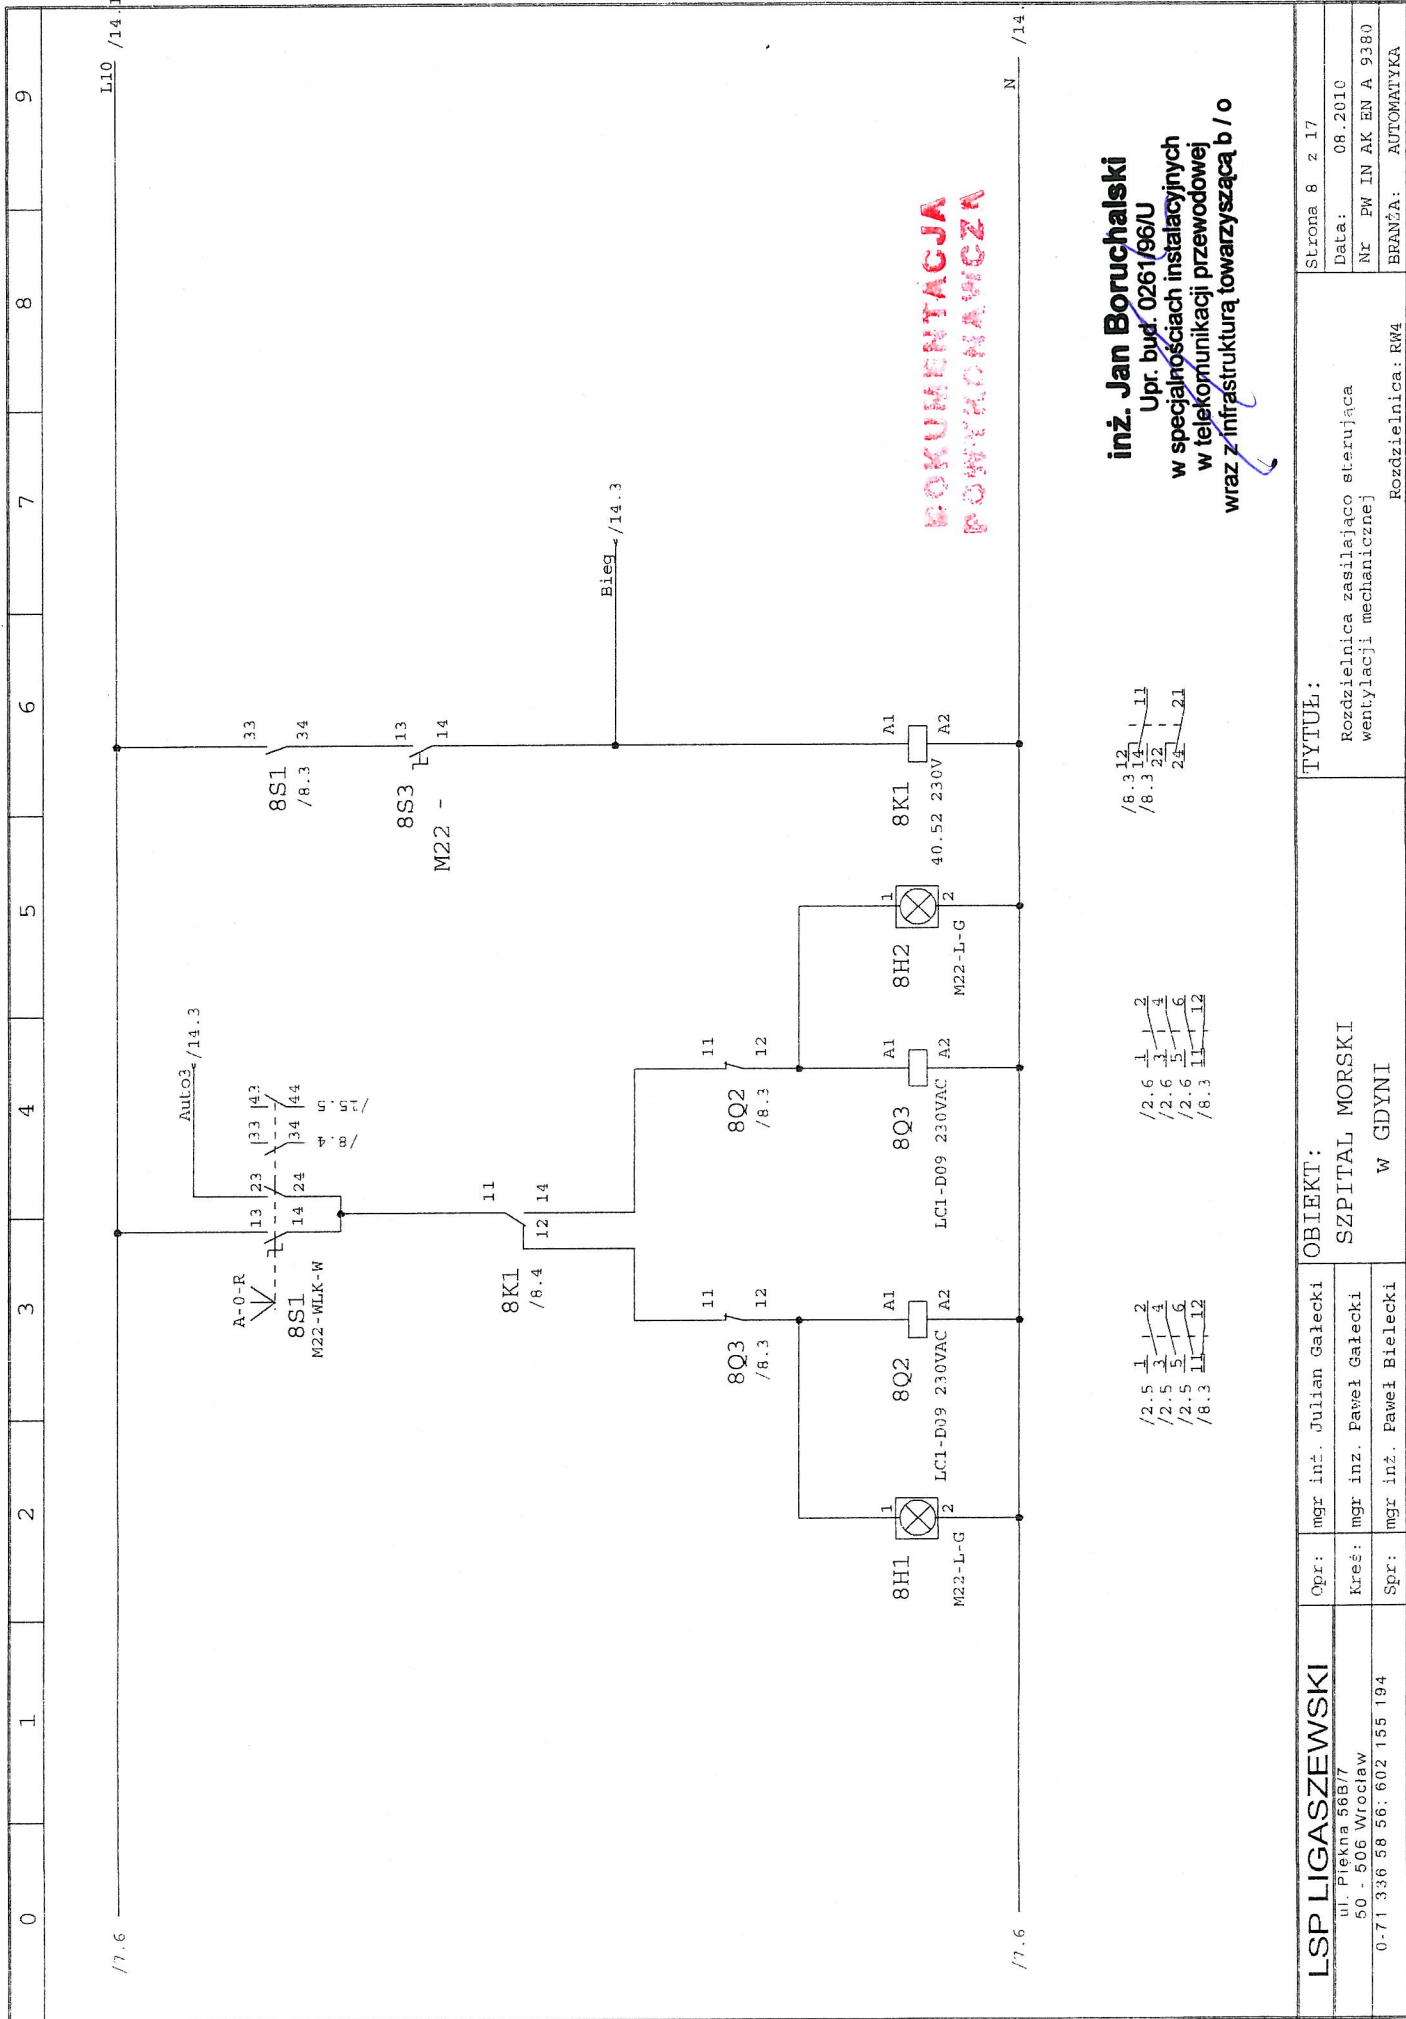 0 1 2 3 4 5 6 7 8 9
/7.6
L10 /14.1
A-0-R
8S1
M22-WLK-W
13
14
23
24
33
34
43
44
/8.4
Auto3 /14.3
8K1
/8.4
11
12
14
8Q3
/8.3
11
12
8Q2
/8.3
11
12
8S1
/8.3
33
34
8S3
M22 -
13
14
Bieg /14.3
8H1
M22-L-G
1
2
8Q2
LC1-D09 230VAC
A1
A2
8Q3
LC1-D09 230VAC
A1
A2
8H2
M22-L-G
1
2
8K1
40.52 230V
A1
A2
/7.6
N /14.
/2.5 1 2
/2.5 3 4
/2.5 5 6
/8.3 11 12
/2.6 1 2
/2.6 3 4
/2.6 5 6
/8.3 11 12
/8.3 12
/8.3 14 11
22
24 21
DOKUMENTACJA
POWYKONAWCZA
inż. Jan Boruchalski
Upr. bud. 0261/96/U
w specjalnościach instalacyjnych
w telekomunikacji przewodowej
wraz z infrastrukturą towarzyszącą b / o
LSP LIGASZEWSKI
ul. Piękna 56B/7
50 - 506 Wrocław
0-71 336 58 56; 602 155 194
Opr: mgr inż. Julian Gałecki
Kreś: mgr inz. Paweł Gałecki
Spr: mgr inż. Paweł Bielecki
OBIEKT:
SZPITAL MORSKI
W GDYNI
TYTUŁ:
Rozdzielnica zasilająco sterująca
wentylacji mechanicznej
Rozdzielnica: RW4
Strona 8 z 17
Data: 08.2010
Nr PW IN AK EN A 9380
BRANŻA: AUTOMATYKA